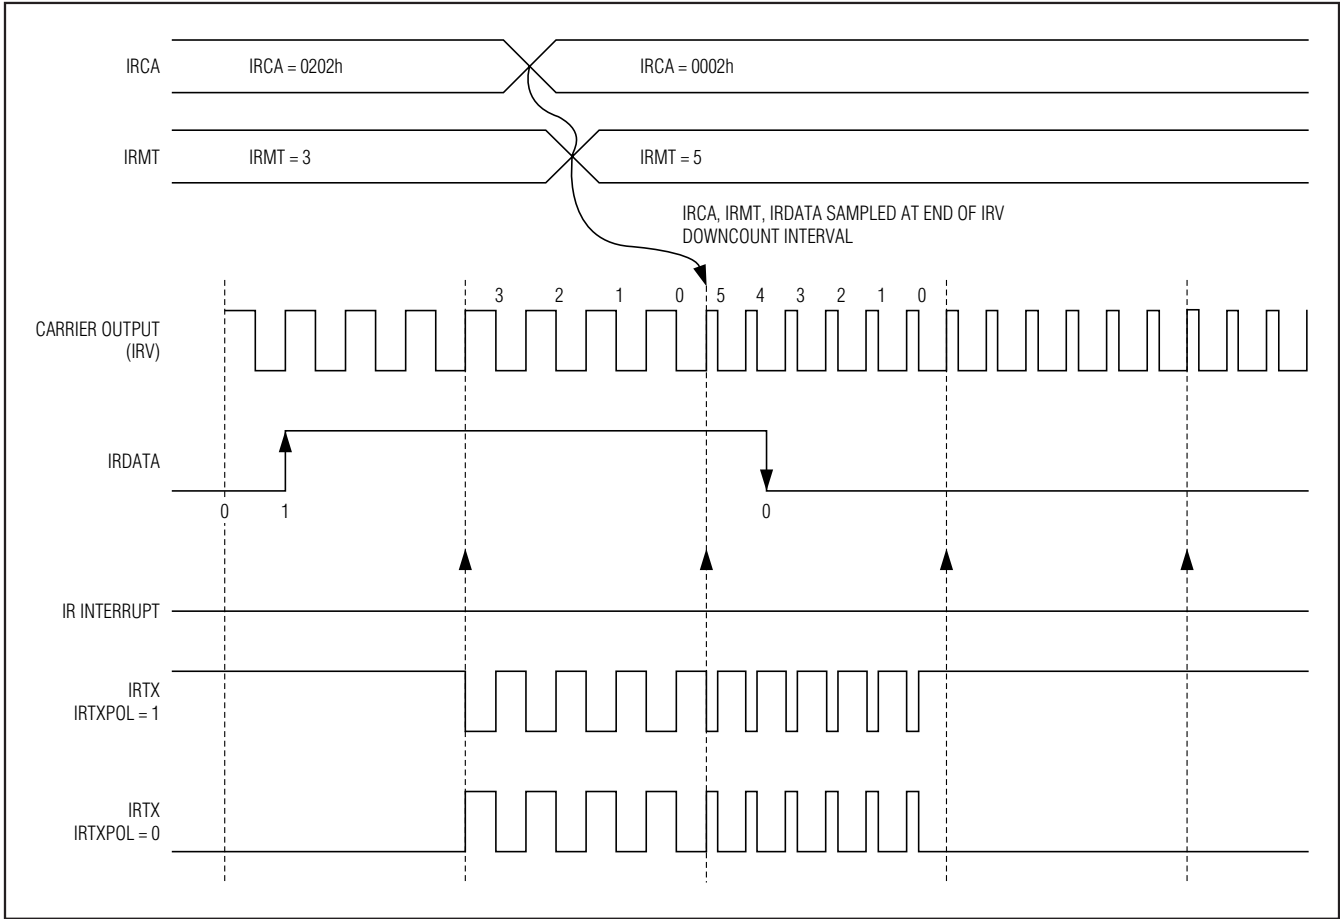 IRCA
IRCA = 0202h
IRCA = 0002h
IRMT
IRMT = 3
IRMT = 5
IRCA, IRMT, IRDATA SAMPLED AT END OF IRV
DOWNCOUNT INTERVAL
3 2 1 0 5 4 3 2 1 0
CARRIER OUTPUT
(IRV)
IRDATA
0 1 0
IR INTERRUPT
IRTX
IRTXPOL = 1
IRTX
IRTXPOL = 0